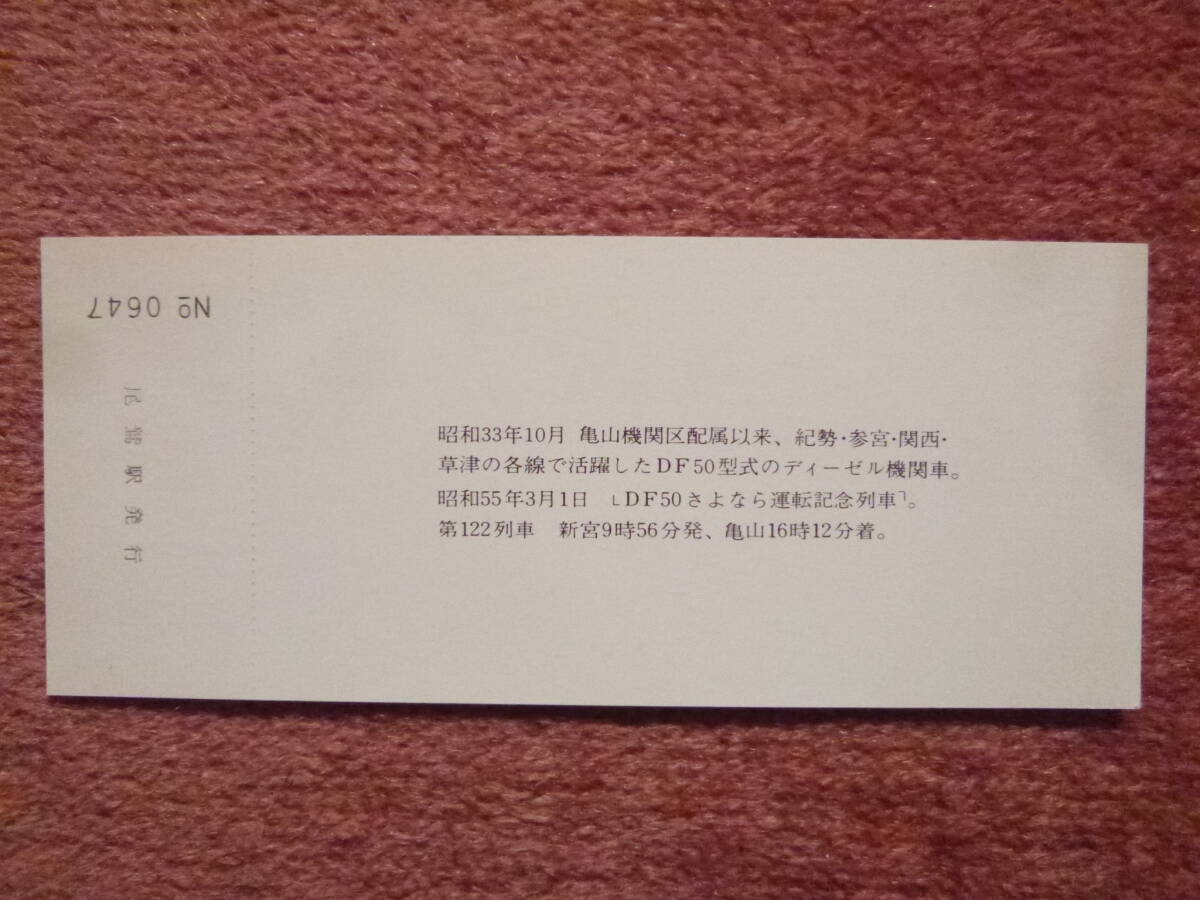 № 0647
尾鷲駅発行
昭和33年10月 亀山機関区配属以来、紀勢・参宮・関西・
草津の各線で活躍したDF50型式のディーゼル機関車。
昭和55年3月1日 ﹂DF50さよなら運転記念列車﹁。
第122列車 新宮9時56分発、亀山16時12分着。